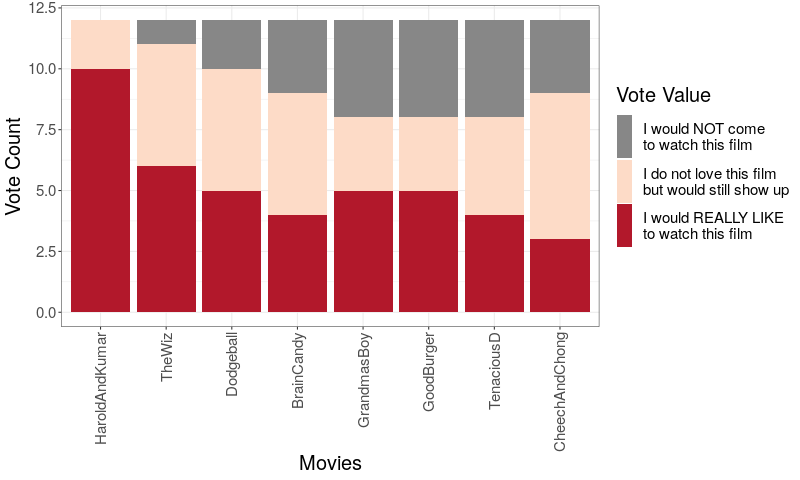 12.5
10.0
7.5
5.0
2.5
0.0
Vote Count
HaroldAndKumar
TheWiz
Dodgeball
BrainCandy
GrandmasBoy
GoodBurger
TenaciousD
CheechAndChong
Movies
Vote Value
I would NOT come
to watch this film
I do not love this film
but would still show up
I would REALLY LIKE
to watch this film